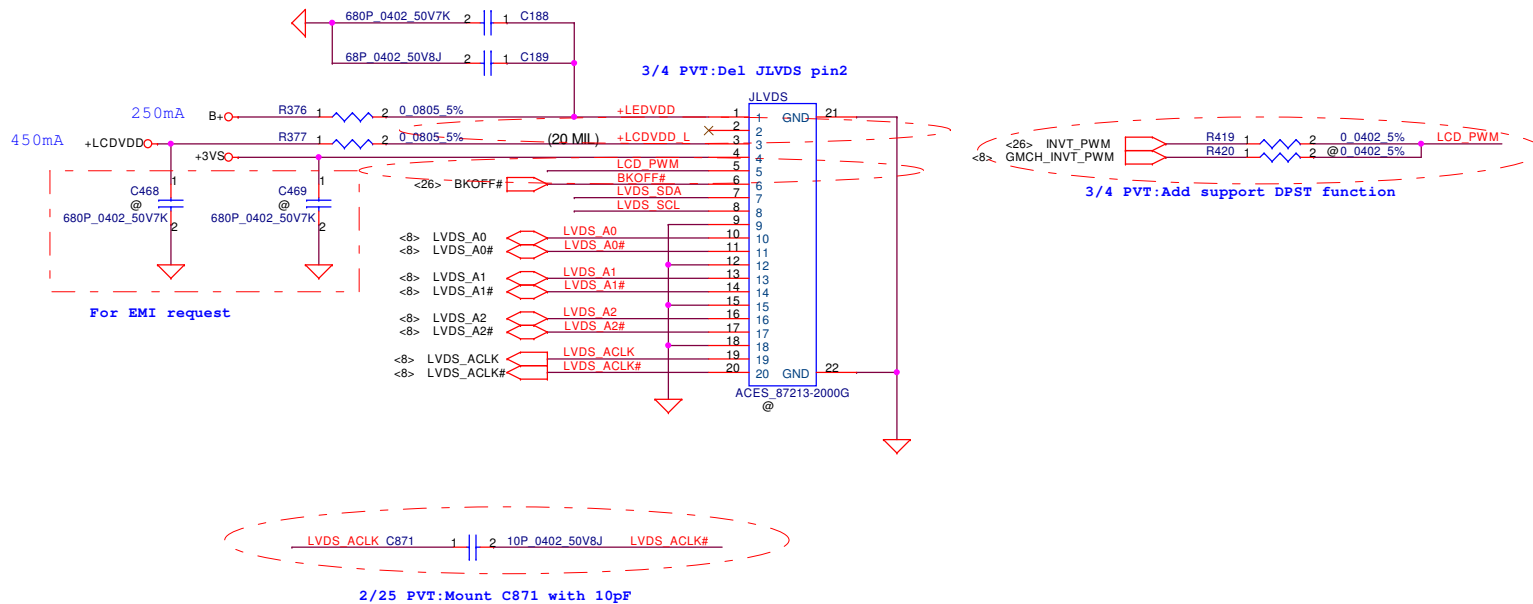 680P_0402_50V7K 2 1 C188
68P_0402_50V8J 2 1 C189
3/4 PVT:Del JLVDS pin2
JLVDS
250mA B+ R376 1 2 0_0805_5% +LEDVDD 1 1 GND 21
2 2
450mA +LCDVDD R377 1 2 0_0805_5% (20 MIL) +LCDVDD_L 3 3
+3VS 4 4
LCD_PWM 5 5
<26> BKOFF# BKOFF# 6 6
LVDS_SDA 7 7
LVDS_SCL 8 8
9 9
<8> LVDS_A0 LVDS_A0 10 10
<8> LVDS_A0# LVDS_A0# 11 11
12 12
<8> LVDS_A1 LVDS_A1 13 13
<8> LVDS_A1# LVDS_A1# 14 14
15 15
<8> LVDS_A2 LVDS_A2 16 16
<8> LVDS_A2# LVDS_A2# 17 17
18 18
<8> LVDS_ACLK LVDS_ACLK 19 19
<8> LVDS_ACLK# LVDS_ACLK# 20 20 GND 22
ACES_87213-2000G
@
1 C468 @ 680P_0402_50V7K 2
1 C469 @ 680P_0402_50V7K 2
For EMI request
<26> INVT_PWM R419 1 2 0_0402_5% LCD_PWM
<8> GMCH_INVT_PWM R420 1 2 @ 0_0402_5%
3/4 PVT:Add support DPST function
LVDS_ACLK C871 1 2 10P_0402_50V8J LVDS_ACLK#
2/25 PVT:Mount C871 with 10pF